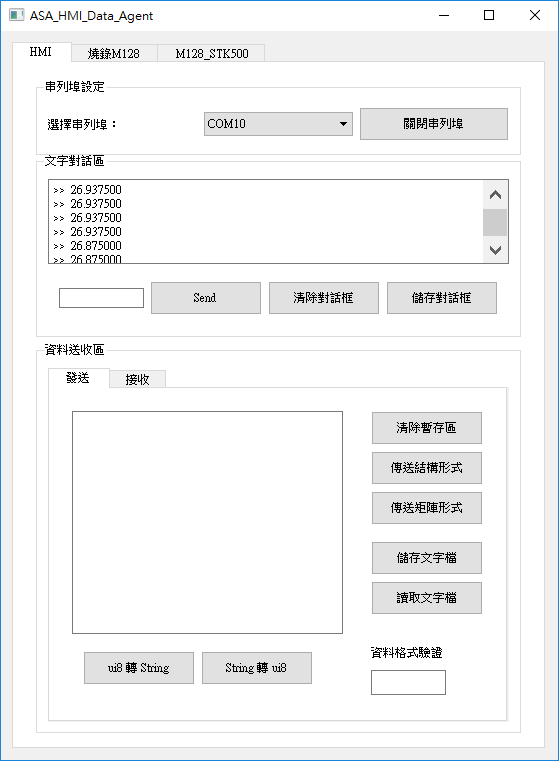 ASA_HMI_Data_Agent
HMI 燒錄M128 M128_STK500
串列埠設定
選擇串列埠： COM10 關閉串列埠
文字對話區
>> 26.937500
>> 26.937500
>> 26.937500
>> 26.937500
>> 26.875000
>> 26.875000
Send 清除對話框 儲存對話框
資料送收區
發送 接收
清除暫存區
傳送結構形式
傳送矩陣形式
儲存文字檔
讀取文字檔
資料格式驗證
ui8 轉 String String 轉 ui8